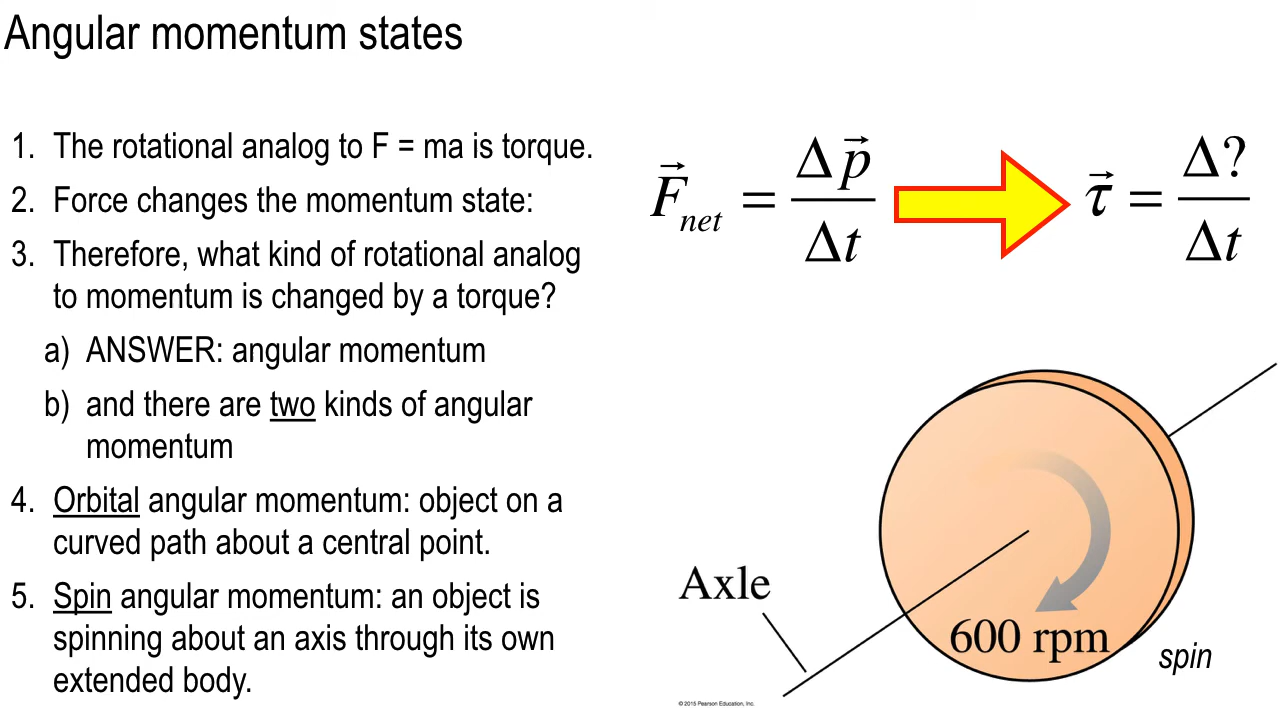 Angular momentum states
1. The rotational analog to F = ma is torque.
2. Force changes the momentum state:
3. Therefore, what kind of rotational analog
to momentum is changed by a torque?
a) ANSWER: angular momentum
b) and there are two kinds of angular
momentum
4. Orbital angular momentum: object on a
curved path about a central point.
5. Spin angular momentum: an object is
spinning about an axis through its own
extended body.
F⃗net = Δp⃗ / Δt
τ⃗ = Δ? / Δt
Axle
600 rpm
spin
© 2015 Pearson Education, Inc.